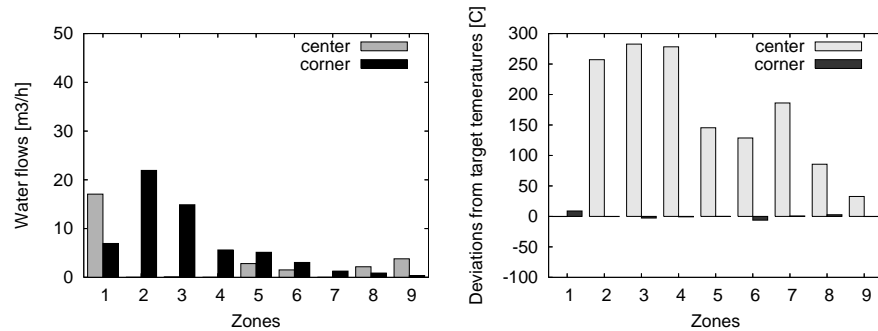 Water flows [m3/h]
50
40
30
20
10
0
center
corner
1 2 3 4 5 6 7 8 9
Zones
Deviations from target temeratures [C]
300
250
200
150
100
50
0
-50
-100
center
corner
1 2 3 4 5 6 7 8 9
Zones